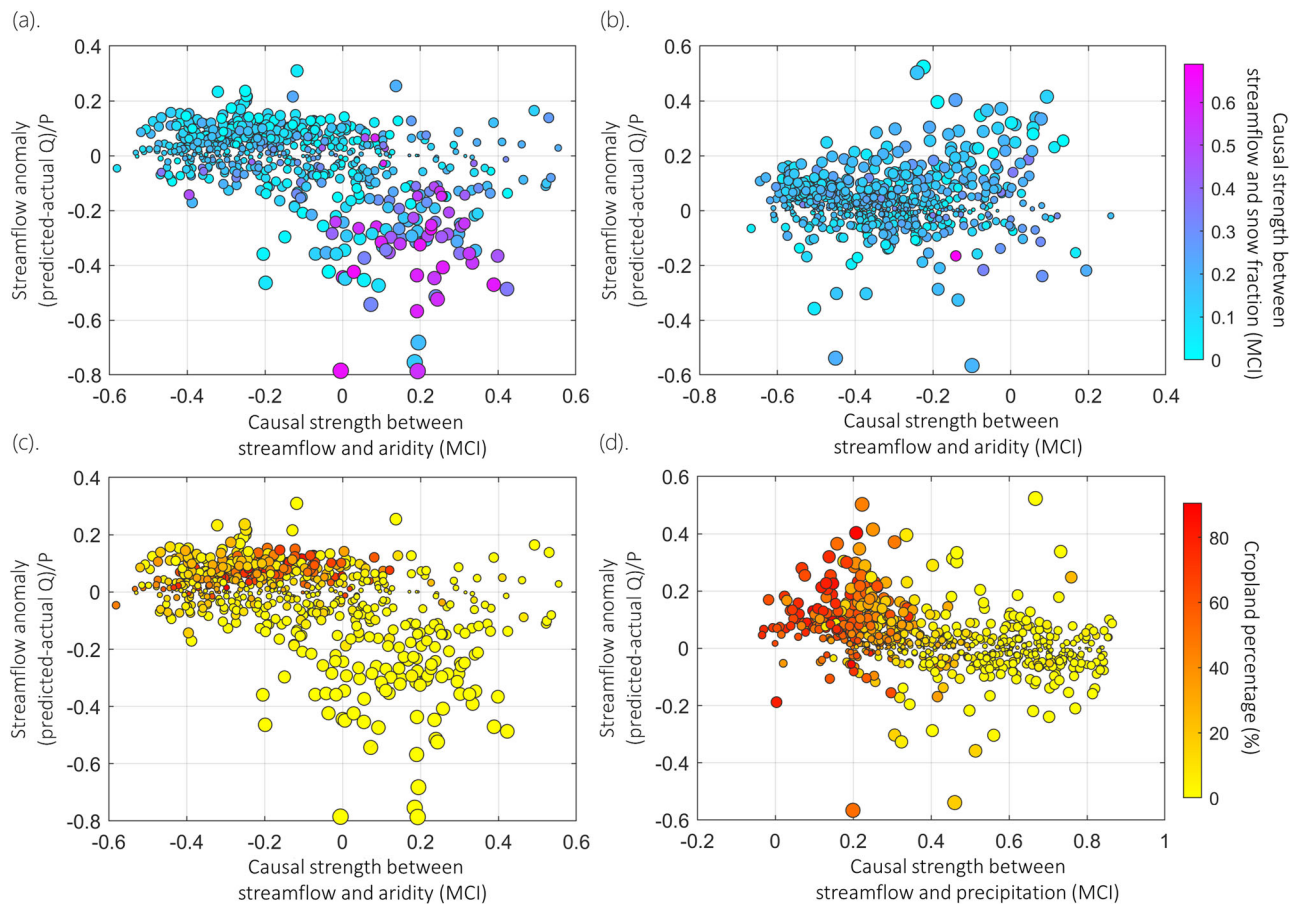 (a).
0.4
0.2
0
-0.2
-0.4
-0.6
-0.8
-0.6
-0.4
-0.2
0
0.2
0.4
0.6
Streamflow anomaly
(predicted-actual Q)/P
Causal strength between
streamflow and aridity (MCI)
(b).
0.6
0.4
0.2
0
-0.2
-0.4
-0.6
-0.8
-0.6
-0.4
-0.2
0
0.2
0.4
Streamflow anomaly
(predicted-actual Q)/P
Causal strength between
streamflow and aridity (MCI)
0.6
0.5
0.4
0.3
0.2
0.1
0
Causal strength between
streamflow and snow fraction (MCI)
(c).
0.4
0.2
0
-0.2
-0.4
-0.6
-0.8
-0.6
-0.4
-0.2
0
0.2
0.4
0.6
Streamflow anomaly
(predicted-actual Q)/P
Causal strength between
streamflow and aridity (MCI)
(d).
0.6
0.4
0.2
0
-0.2
-0.4
-0.6
-0.2
0
0.2
0.4
0.6
0.8
1
Streamflow anomaly
(predicted-actual Q)/P
Causal strength between
streamflow and precipitation (MCI)
80
60
40
20
0
Cropland percentage (%)